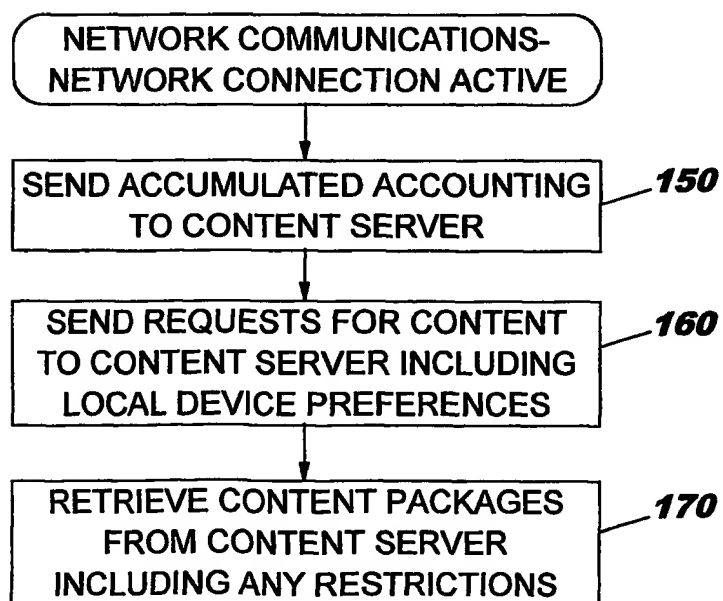 NETWORK COMMUNICATIONS-
NETWORK CONNECTION ACTIVE
SEND ACCUMULATED ACCOUNTING
TO CONTENT SERVER
150
SEND REQUESTS FOR CONTENT
TO CONTENT SERVER INCLUDING
LOCAL DEVICE PREFERENCES
160
RETRIEVE CONTENT PACKAGES
FROM CONTENT SERVER
INCLUDING ANY RESTRICTIONS
170